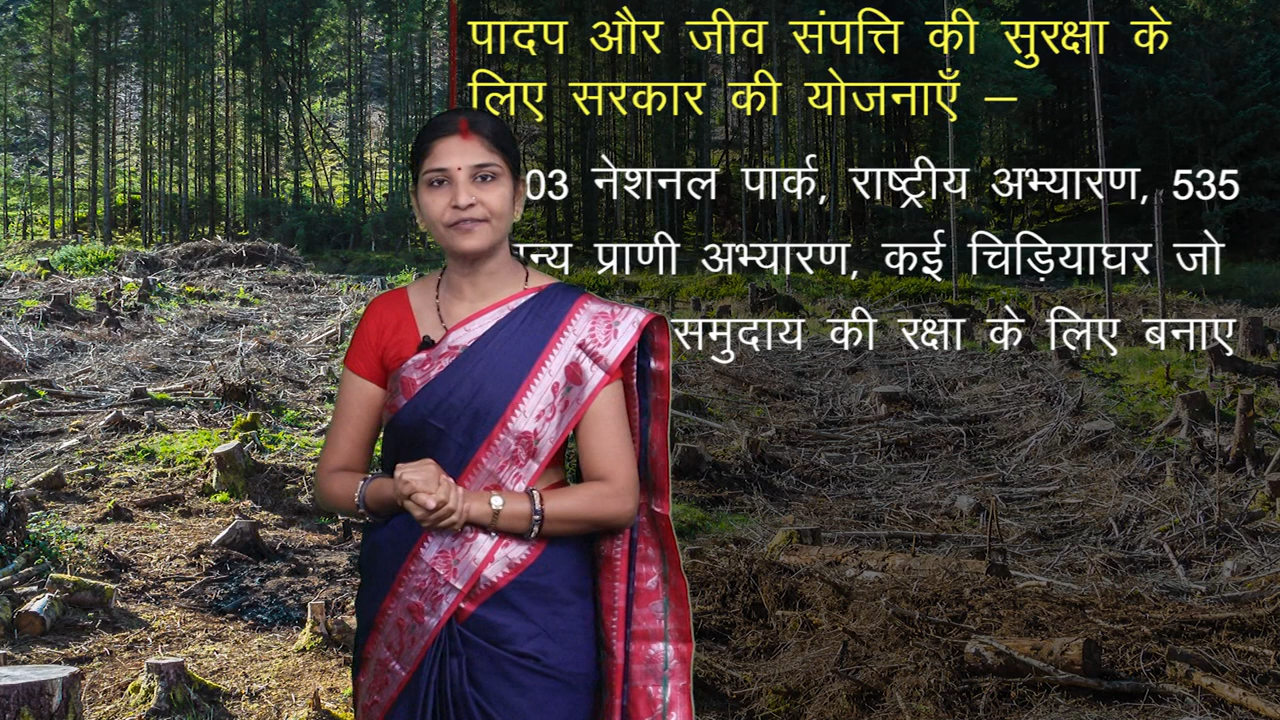 पादप और जीव संपत्ति की सुरक्षा के
लिए सरकार की योजनाएँ –
03 नेशनल पार्क, राष्ट्रीय अभ्यारण, 535
प्राणी अभ्यारण, कई चिड़ियाघर जो
समुदाय की रक्षा के लिए बनाए